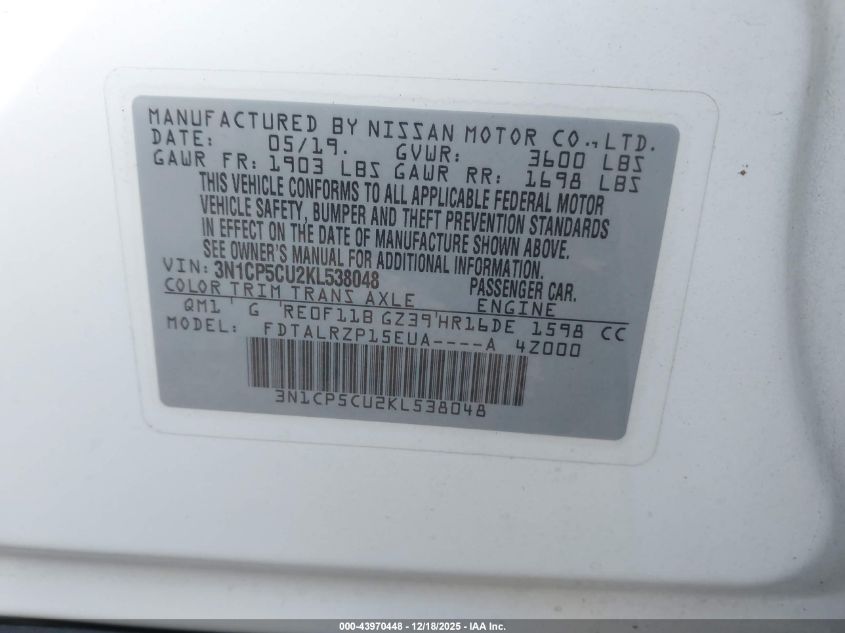 MANUFACTURED BY NISSAN MOTOR CO.,LTD.
DATE: 05/19. GVWR: 3600 LBS
GAWR FR: 1903 LBS GAWR RR: 1698 LBS
THIS VEHICLE CONFORMS TO ALL APPLICABLE FEDERAL MOTOR
VEHICLE SAFETY, BUMPER AND THEFT PREVENTION STANDARDS
IN EFFECT ON THE DATE OF MANUFACTURE SHOWN ABOVE.
SEE OWNER'S MANUAL FOR ADDITIONAL INFORMATION.
VIN: 3N1CP5CU2KL538048 PASSENGER CAR.
COLOR TRIM TRANS AXLE ENGINE
QM1 ' G 'RE0F11B GZ39'HR16DE 1598 CC
MODEL: FDTALRZP15EUA----A 4Z000
3N1CP5CU2KL538048
000-43970448 - 12/18/2025 - IAA Inc.